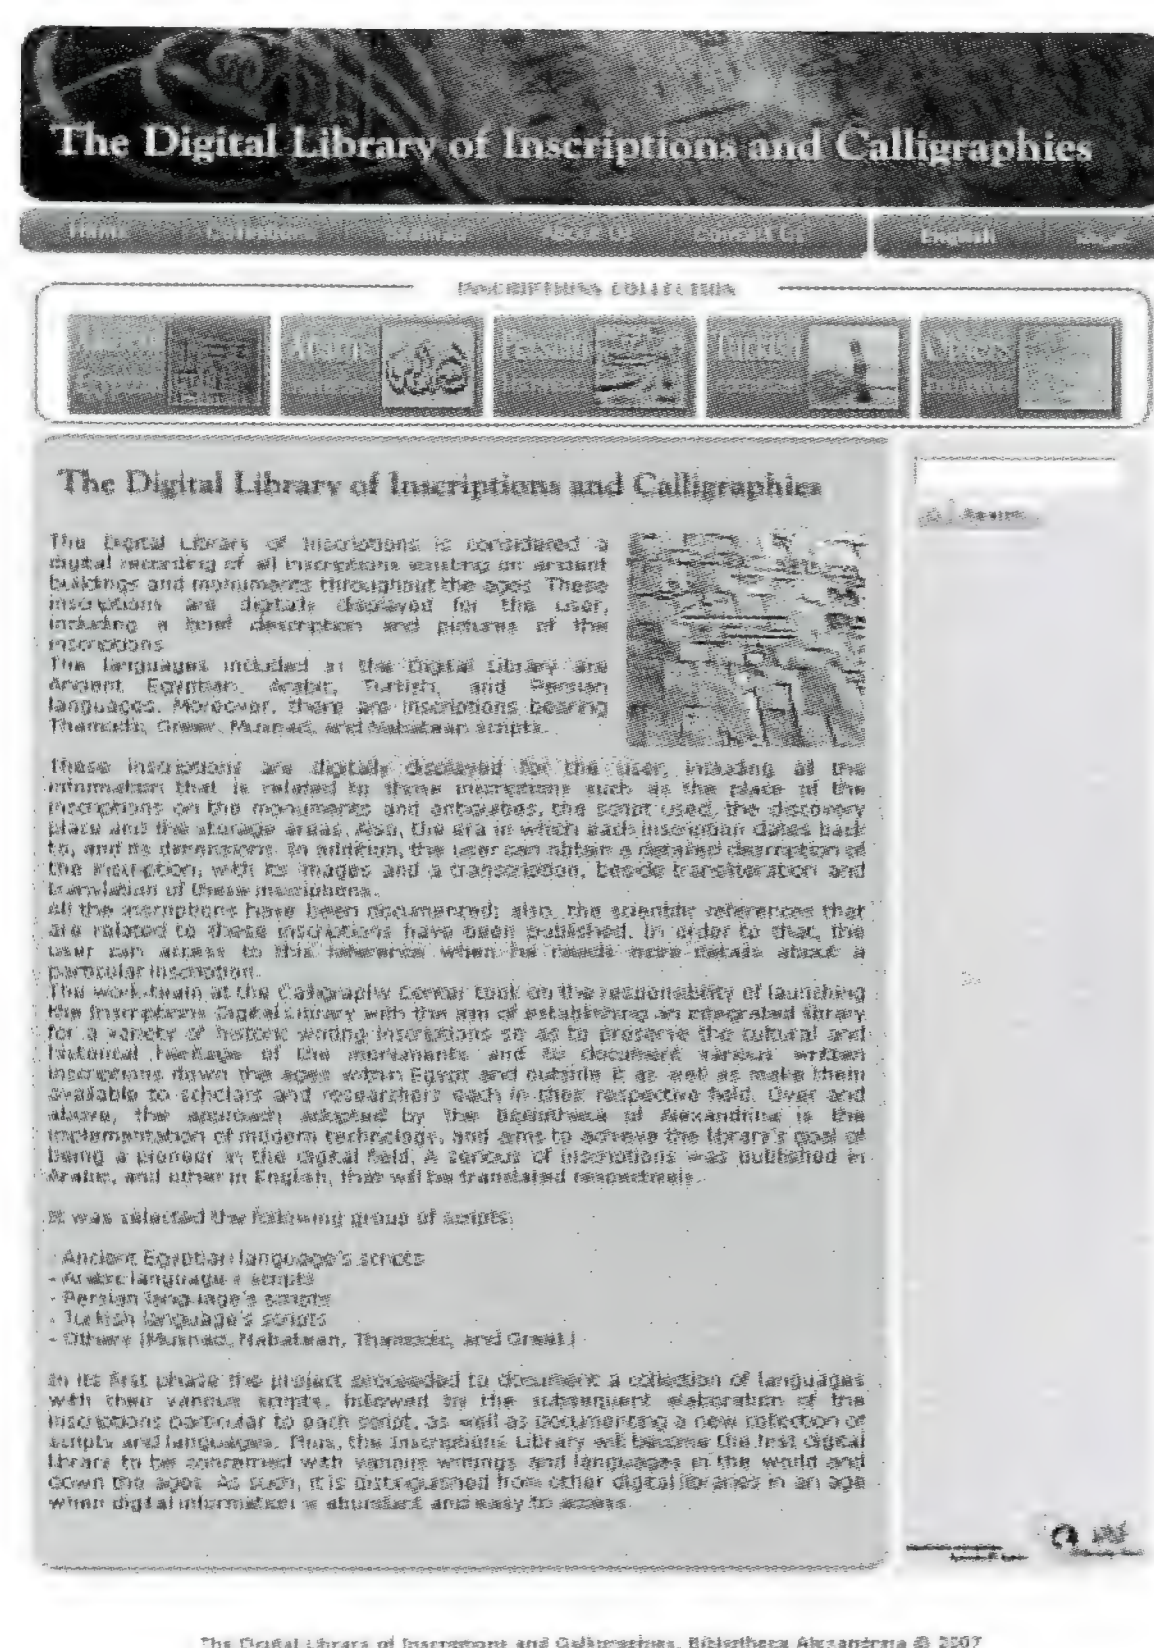 The Digital Library of Inscriptions and Calligraphies
Home Collections About Us Contact Us English
INSCRIPTIONS COLLECTION
Ancient Egyptian Arabic Persian Turkish Others
The Digital Library of Inscriptions and Calligraphies
The Digital Library of Inscriptions is considered a
digital recording of all inscriptions existing on ancient
buildings and monuments throughout the ages. These
inscriptions are digitally displayed for the user,
including a brief description and pictures of the
inscriptions.
The languages included in the Digital Library are
Ancient Egyptian, Arabic, Turkish, and Persian
languages. Moreover, there are inscriptions bearing
Thamudic, Greek, Musnad, and Nabataean scripts.
These inscriptions are digitally displayed for the user, including all the
information that is related to these inscriptions such as the place of the
inscriptions on the monuments and antiquities, the script used, the discovery
place and the storage areas. Also, the era in which each inscription dates back
to, and its dimensions. In addition, the user can obtain a detailed description of
the inscription, with its images and a transcription, beside transliteration and
translation of these inscriptions.
All the inscriptions have been documented; also, the scientific references that
are related to these inscriptions have been published. In order to that, the
user can access to this reference when he needs more details about a
particular inscription.
The work-team at the Calligraphy Center took on the responsibility of launching
the Inscriptions Digital Library with the aim of establishing an integrated library
for a variety of historic writing inscriptions so as to preserve the cultural and
historical heritage of the monuments and to document various written
inscriptions down the ages within Egypt and outside it as well as make them
available to scholars and researchers each in their respective field. Over and
above, the approach adopted by the Bibliotheca of Alexandrina is the
implementation of modern technology, and aims to achieve the library's goal of
being a pioneer in the digital field. A serious of inscriptions was published in
Arabic, and other in English, that will be translated respectively.
It was selected the following group of scripts:
- Ancient Egyptian language's scripts
- Arabic language's scripts
- Persian language's scripts
- Turkish language's scripts
- Others (Musnad, Nabataean, Thamudic, and Greek)
In its first phase the project proceeded to document a collection of languages
with their various scripts, followed by the subsequent elaboration of the
inscriptions particular to each script, as well as documenting a new collection of
scripts and languages. Thus, the Inscriptions Library will become the first digital
library to be concerned with various writings and languages in the world and
down the ages. As such, it is distinguished from other digital libraries in an age
when digital information is abundant and easy to access.
The Digital Library of Inscriptions and Calligraphies, Bibliotheca Alexandrina © 2007